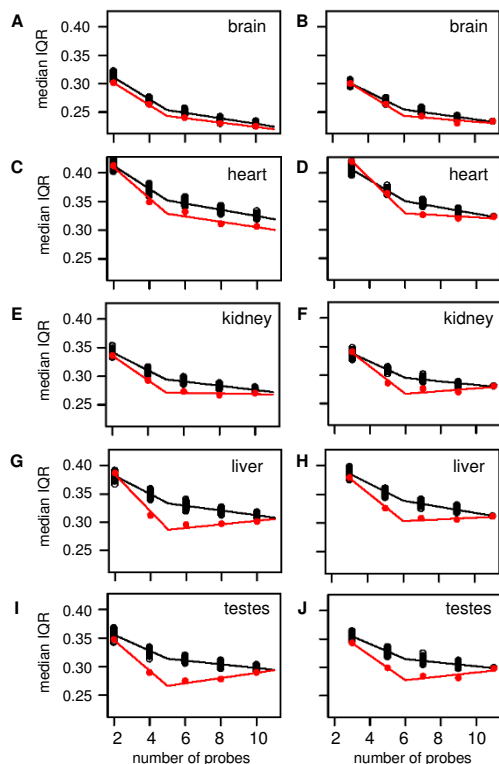 A
brain
B
brain
median IQR
0.40
0.35
0.30
0.25
C
heart
D
heart
median IQR
0.40
0.35
0.30
0.25
E
kidney
F
kidney
median IQR
0.40
0.35
0.30
0.25
G
liver
H
liver
median IQR
0.40
0.35
0.30
0.25
I
testes
J
testes
median IQR
0.40
0.35
0.30
0.25
2 4 6 8 10 2 4 6 8 10
number of probes number of probes